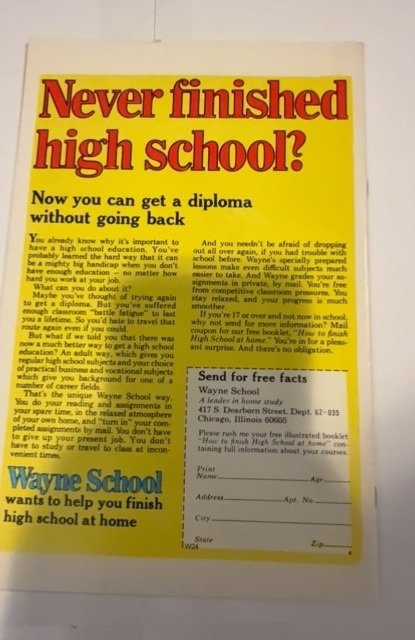 Never finished
high school?
Now you can get a diploma
without going back
You already know why it's important to
have a high school education. You've
probably learned the hard way that it can
be a mighty big handicap when you don't
have enough education – no matter how
hard you work at your job.
What can you do about it?
Maybe you've thought of trying again
to get a diploma. But you've suffered
enough classroom "battle fatigue" to last
you a lifetime. So you'd hate to travel that
route again even if you could.
But what if we told you that there was
now a much better way to get a high school
education? An adult way, which gives you
regular high school subjects and your choice
of practical business and vocational subjects
which give you background for one of a
number of career fields.
That's the unique Wayne School way.
You do your reading and assignments in
your spare time, in the relaxed atmosphere
of your own home, and "turn in" your com-
pleted assignments by mail. You don't have
to give up your present job. You don't
have to study or travel to class at incon-
venient times.
Wayne School
wants to help you finish
high school at home
And you needn't be afraid of dropping
out all over again, if you had trouble with
school before. Wayne's specially prepared
lessons make even difficult subjects much
easier to take. And Wayne grades your as-
signments in private, by mail. You're free
from competitive classroom pressures. You
stay relaxed, and your progress is much
smoother.
If you're 17 or over and not now in school,
why not send for more information? Mail
coupon for our free booklet, "How to finish
High School at home." You're in for a pleas-
ant surprise. And there's no obligation.
Send for free facts
Wayne School
A leader in home study
417 S. Dearborn Street, Dept. 62-035
Chicago, Illinois 60605
Please rush me your free illustrated booklet
"How to finish High School at home" con-
taining full information about your courses.
Print
Name Age
Address Apt. No.
City
State Zip
W24